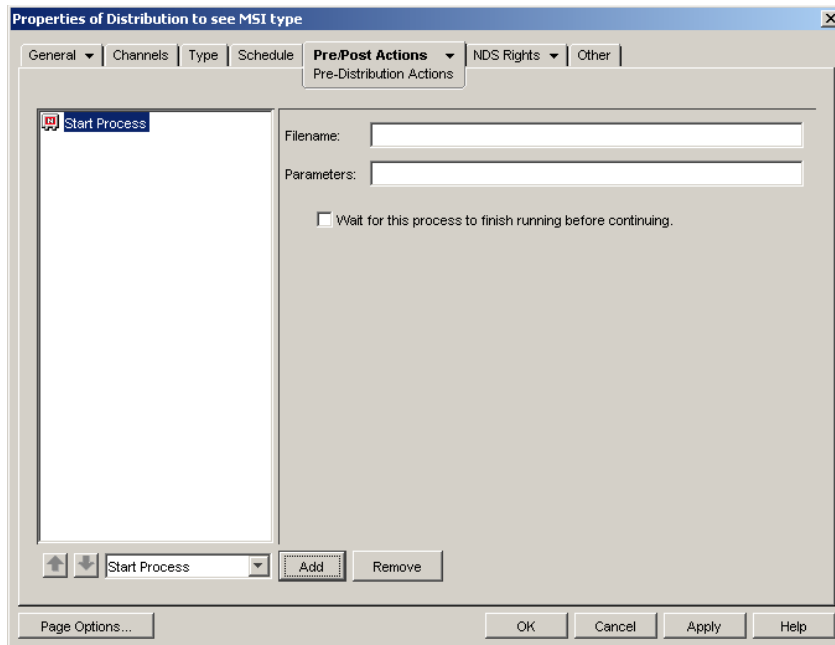 Properties of Distribution to see MSI type
General Channels Type Schedule Pre/Post Actions NDS Rights Other
Pre-Distribution Actions
Start Process
Filename:
Parameters:
Wait for this process to finish running before continuing.
Start Process Add Remove
Page Options... OK Cancel Apply Help